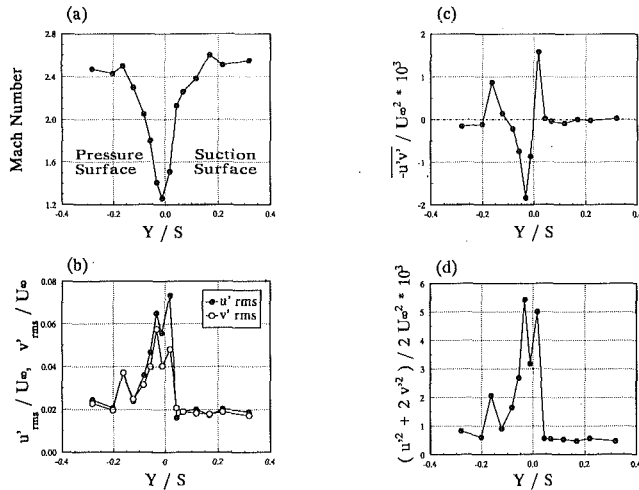 (a)
Mach Number
2.8
2.4
2.0
1.6
1.2
Pressure Surface
Suction Surface
-0.4 -0.2 0.0 0.2 0.4
Y / S
(b)
u'rms / U∞, v'rms / U∞
0.08
0.06
0.04
0.02
0.00
u' rms
v' rms
-0.4 -0.2 0.0 0.2 0.4
Y / S
(c)
-u'v' / U∞² * 10³
2
1
0
-1
-2
-0.4 -0.2 0.0 0.2 0.4
Y / S
(d)
( u'² + 2 v'² ) / 2 U∞² * 10³
6
5
4
3
2
1
0
-0.4 -0.2 0.0 0.2 0.4
Y / S